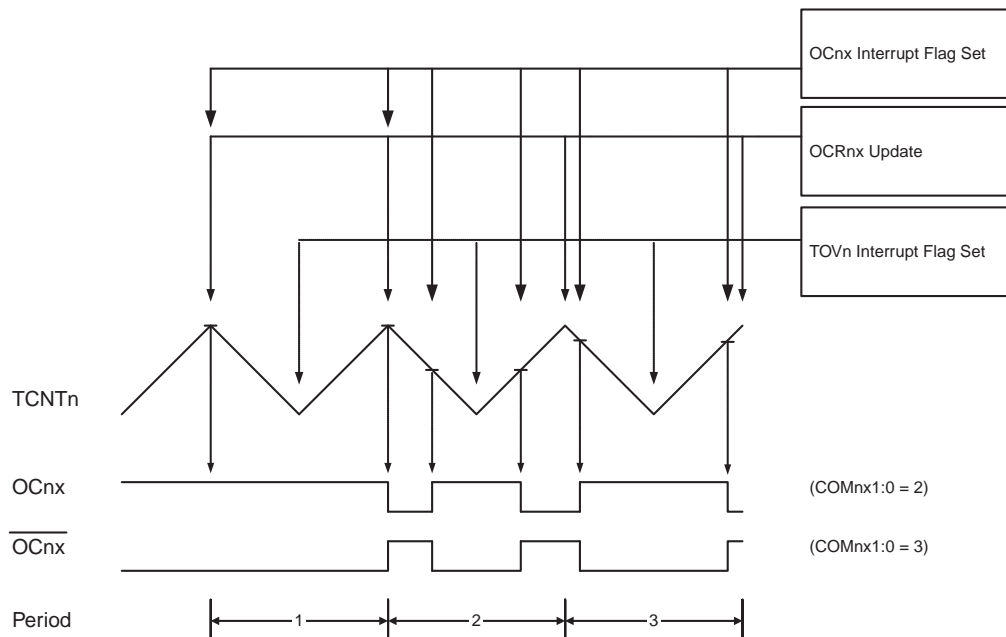 OCnx Interrupt Flag Set
OCRnx Update
TOVn Interrupt Flag Set
TCNTn
OCnx
(COMnx1:0 = 2)
OCnx
(COMnx1:0 = 3)
Period
1
2
3